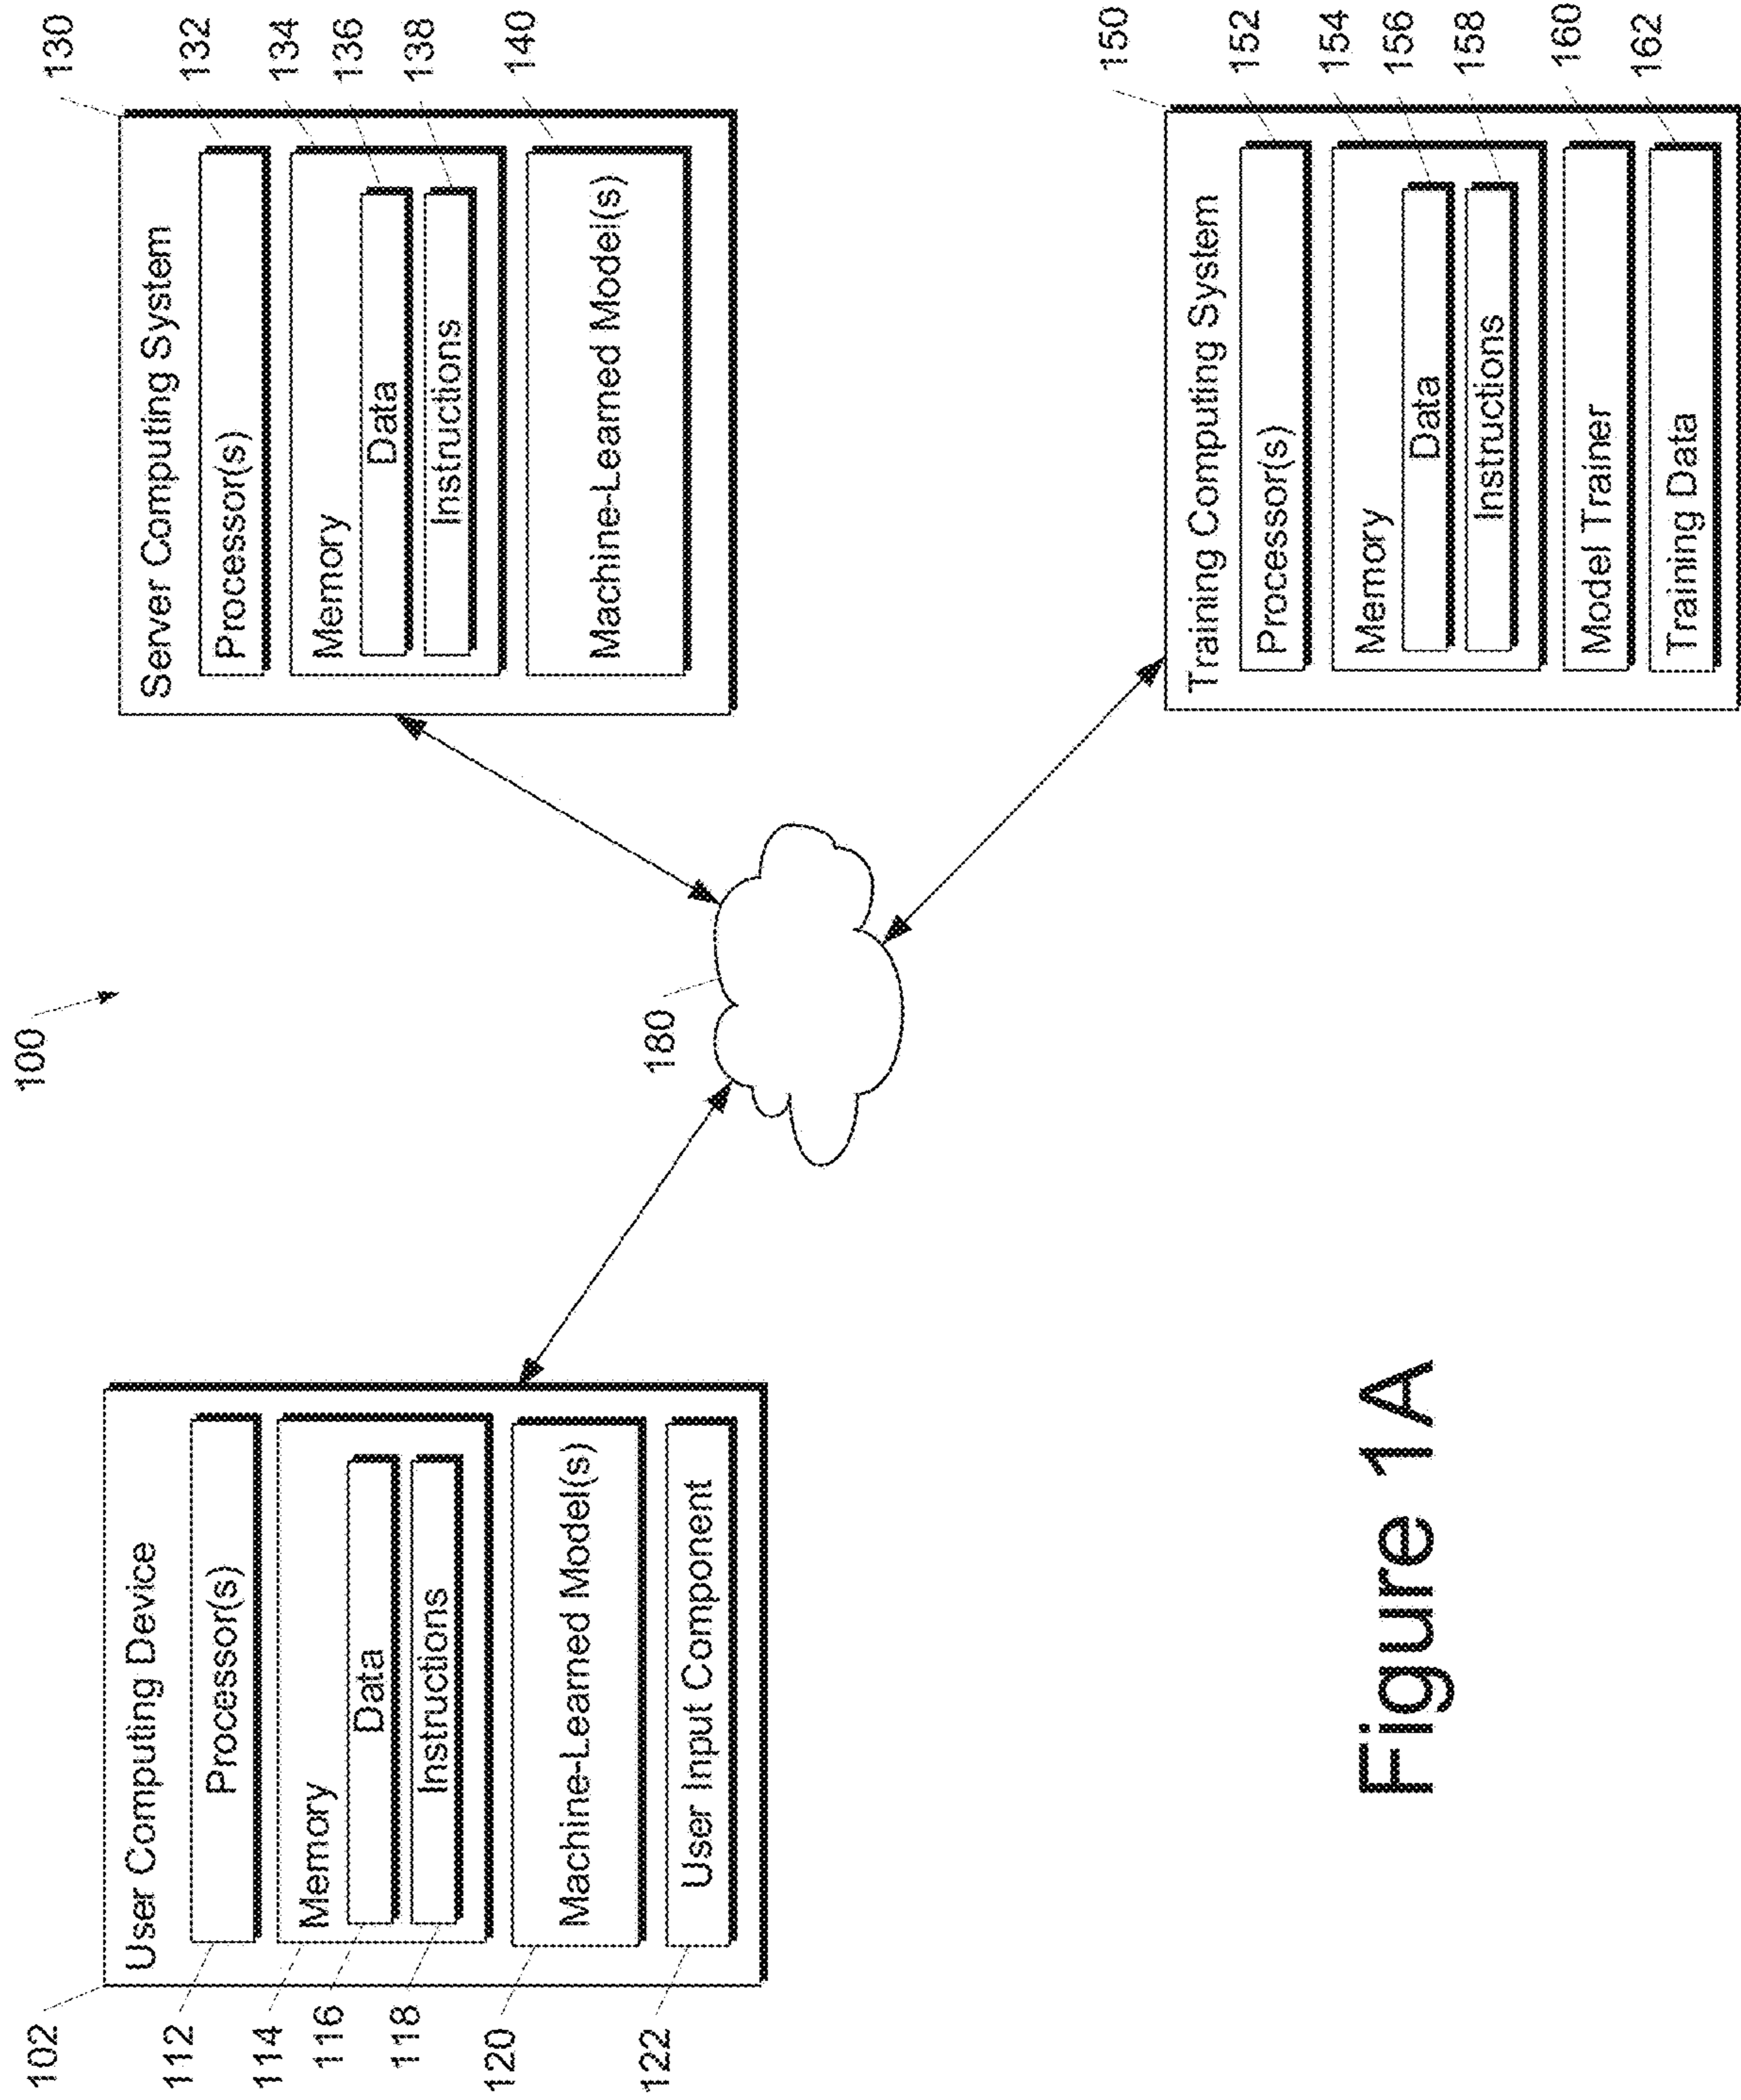 100
102
User Computing Device
112
Processor(s)
114
Memory
116
Data
118
Instructions
120
Machine-Learned Model(s)
122
User Input Component
180
130
Server Computing System
132
Processor(s)
134
Memory
136
Data
138
Instructions
140
Machine-Learned Model(s)
150
Training Computing System
152
Processor(s)
154
Memory
156
Data
158
Instructions
160
Model Trainer
162
Training Data
Figure 1A